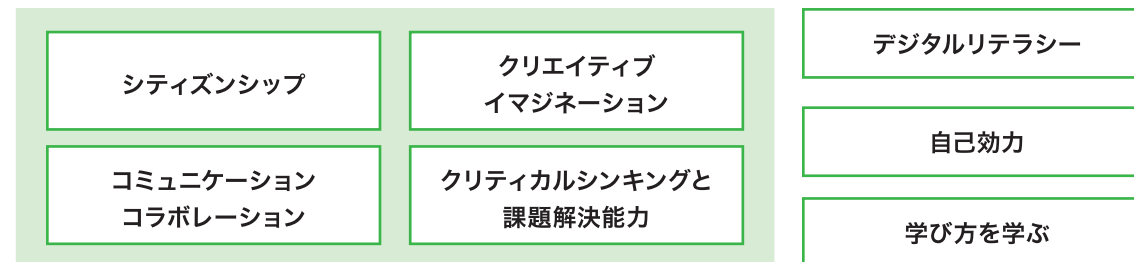 シティズンシップ
クリエイティブ
イマジネーション
コミュニケーション
コラボレーション
クリティカルシンキングと
課題解決能力
デジタルリテラシー
自己効力
学び方を学ぶ